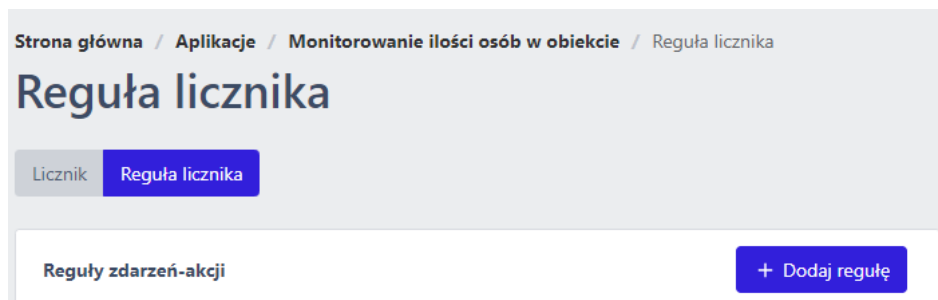 Strona główna / Aplikacje / Monitorowanie ilości osób w obiekcie / Reguła licznika
Reguła licznika
Licznik Reguła licznika
Reguły zdarzeń-akcji + Dodaj regułę